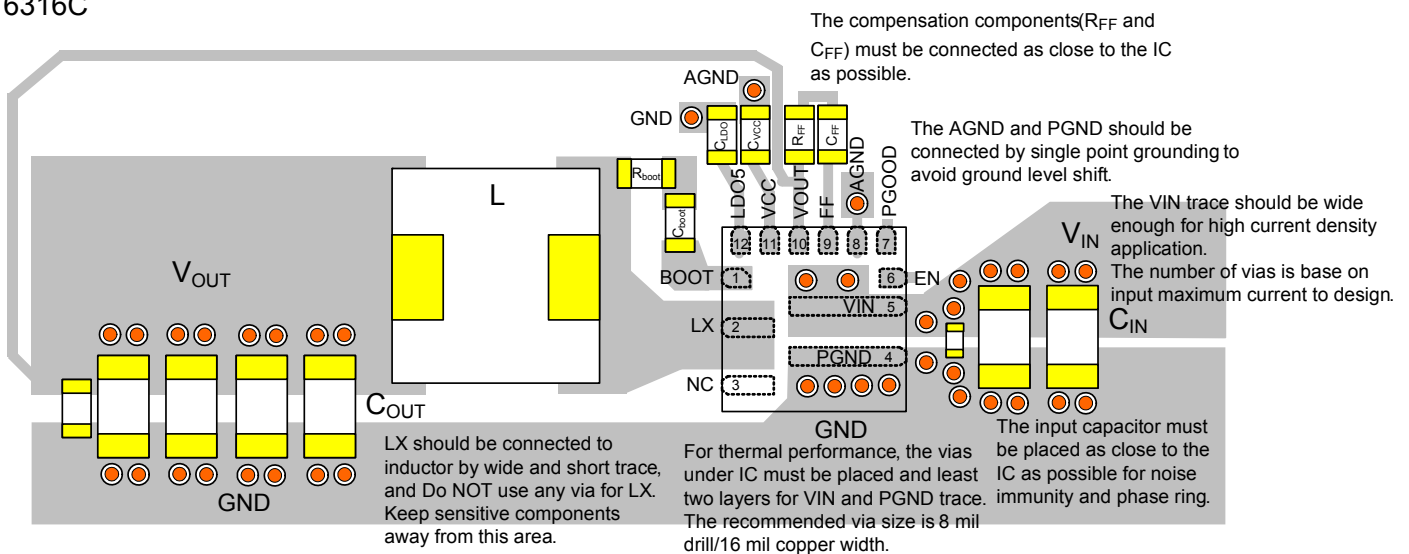 6316C
The compensation components(RFF and
CFF) must be connected as close to the IC
as possible.
AGND
GND
CLDO
CVCC
RFF
CFF
The AGND and PGND should be
connected by single point grounding to
avoid ground level shift.
LDO5
VCC
VOUT
FF
AGND
PGOOD
Rboot
Cboot
L
VOUT
12
11
10
9
8
7
BOOT
1
6
EN
VIN
5
LX
2
PGND
4
NC
3
VIN
The VIN trace should be wide
enough for high current density
application.
The number of vias is base on
input maximum current to design.
CIN
COUT
GND
GND
LX should be connected to
inductor by wide and short trace,
and Do NOT use any via for LX.
Keep sensitive components
away from this area.
For thermal performance, the vias
under IC must be placed and least
two layers for VIN and PGND trace.
The recommended via size is 8 mil
drill/16 mil copper width.
The input capacitor must
be placed as close to the
IC as possible for noise
immunity and phase ring.